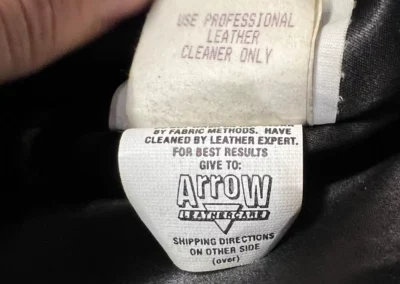 USE PROFESSIONAL
LEATHER
CLEANER ONLY
BY FABRIC METHODS. HAVE
CLEANED BY LEATHER EXPERT.
FOR BEST RESULTS
GIVE TO:
ArroW
LEATHERCARE
SHIPPING DIRECTIONS
ON OTHER SIDE
(over)